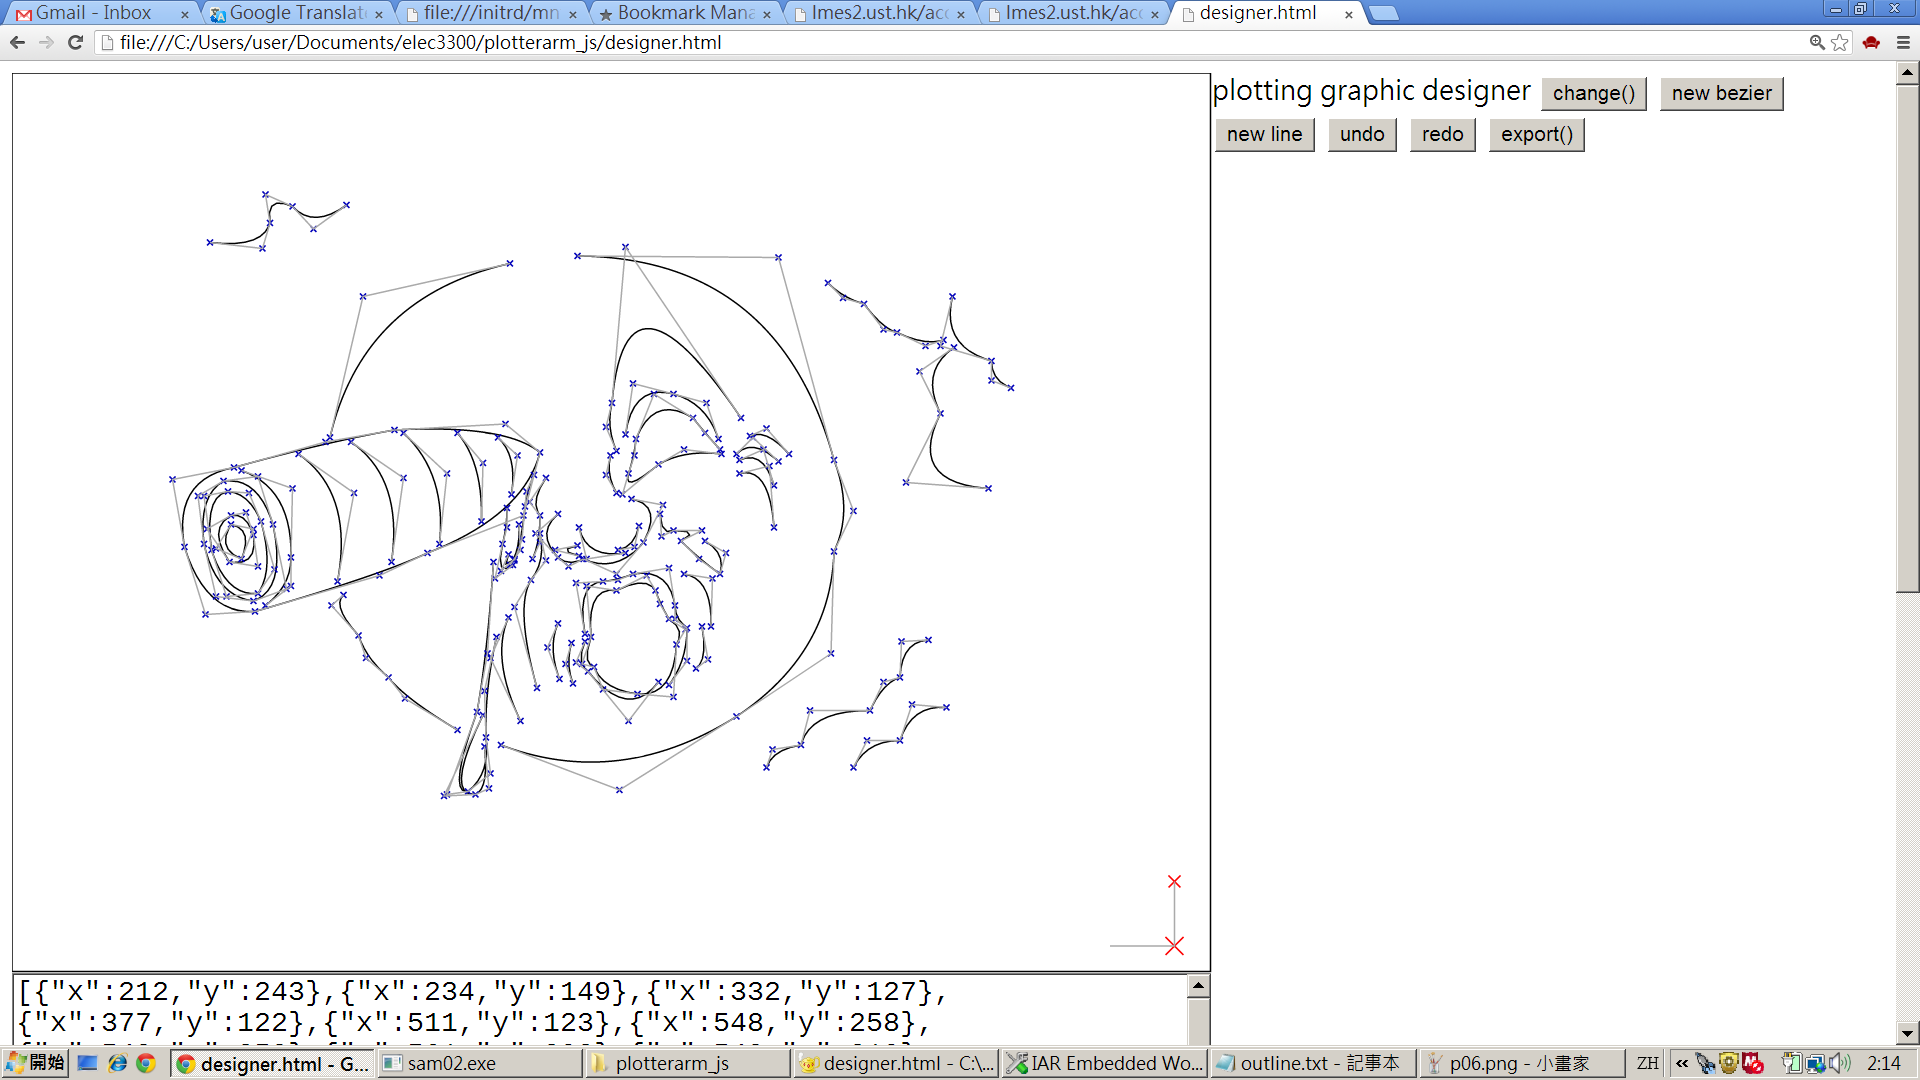 Gmail - Inbox
Google Translat
file:///initrd/mn
Bookmark Mana
lmes2.ust.hk/acc
lmes2.ust.hk/acc
designer.html
file:///C:/Users/user/Documents/elec3300/plotterarm_js/designer.html
plotting graphic designer change() new bezier
new line undo redo export()
[{"x":212,"y":243},{"x":234,"y":149},{"x":332,"y":127},
{"x":377,"y":122},{"x":511,"y":123},{"x":548,"y":258},
開始
designer.html - G...
sam02.exe
plotterarm_js
designer.html - C:\...
IAR Embedded Wo...
outline.txt - 記事本
p06.png - 小畫家
ZH
2:14